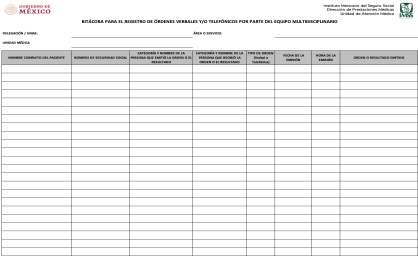 GOBIERNO DE
MÉXICO
Instituto Mexicano del Seguro Social
Dirección de Prestaciones Médicas
Unidad de Atención Médica
IMSS
BITÁCORA PARA EL REGISTRO DE ÓRDENES VERBALES Y/O TELEFÓNICOS POR PARTE DEL EQUIPO MULTIDISCIPLINARIO
DELEGACIÓN / UMAE:
ÁREA O SERVICIO:
UNIDAD MÉDICA
NOMBRE COMPLETO DEL PACIENTE
NÚMERO DE SEGURIDAD SOCIAL
CATEGORÍA Y NOMBRE DE LA
PERSONA QUE EMITIÓ LA ORDEN O EL
RESULTADO
CATEGORÍA Y NOMBRE DE LA
PERSONA QUE RECIBIÓ LA
ORDEN O EL RESULTADO
TIPO DE ORDEN
(Verbal y
Telefónica)
FECHA DE LA
EMISIÓN
HORA DE LA
EMISIÓN
ORDEN O RESULTADO EMITIDO